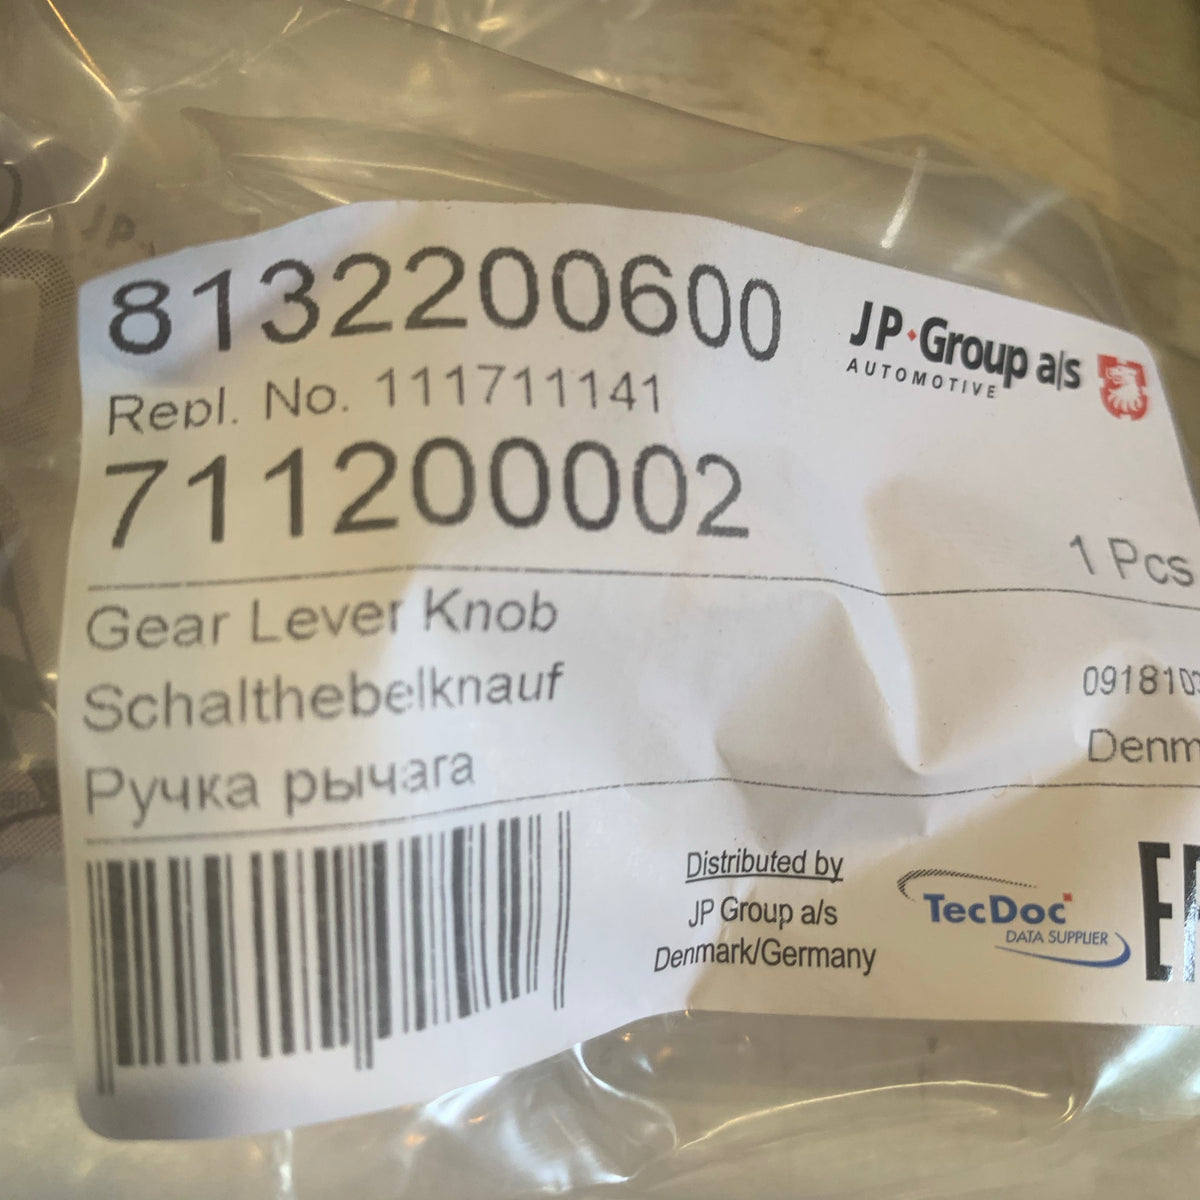 8132200600
JP Group a/s
AUTOMOTIVE
Repl. No. 111711141
711200002
1 Pcs
Gear Lever Knob
Schalthebelknauf
Ручка рычага
Distributed by
JP Group a/s
Denmark/Germany
TecDoc
DATA SUPPLIER